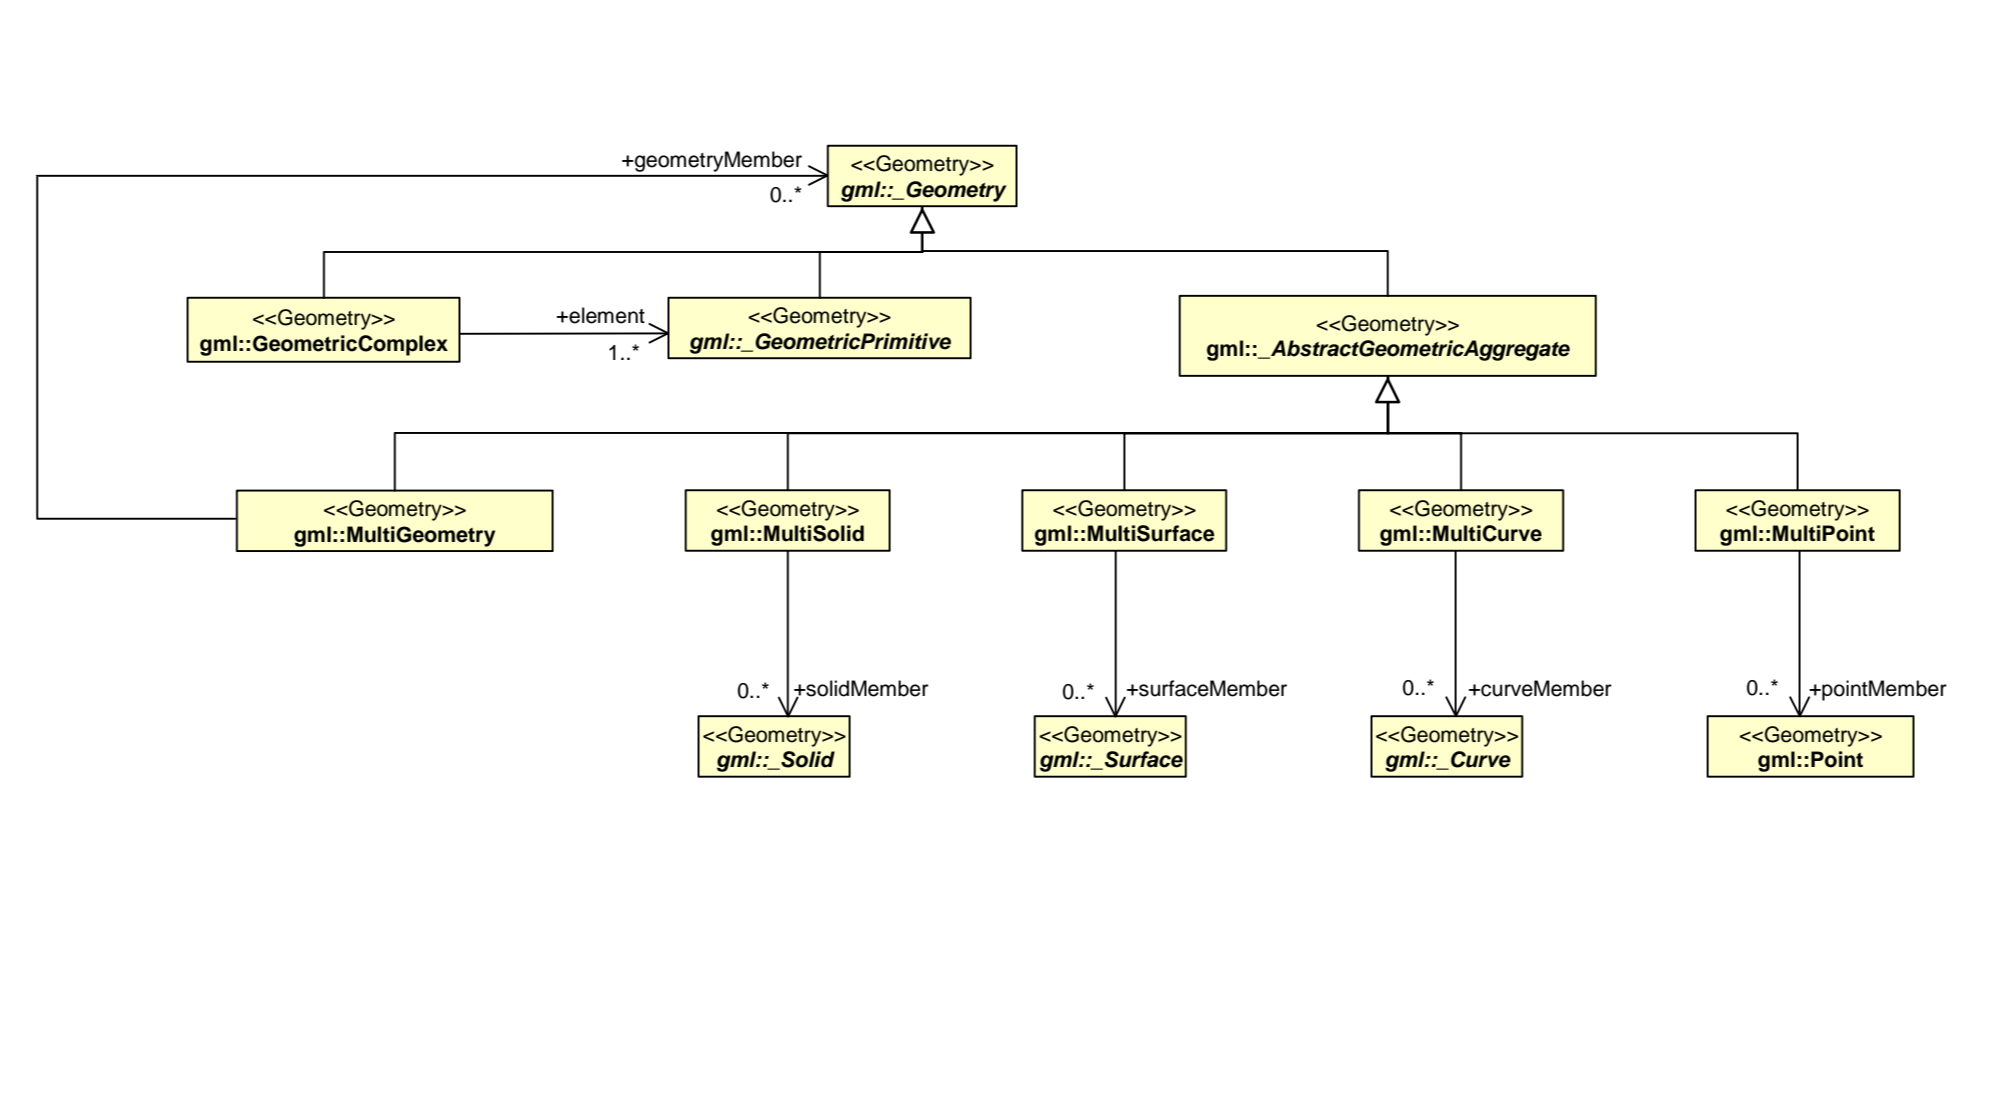 +geometryMember
0..*
<<Geometry>>
gml::_Geometry
<<Geometry>>
gml::GeometricComplex
+element
1..*
<<Geometry>>
gml::_GeometricPrimitive
<<Geometry>>
gml::_AbstractGeometricAggregate
<<Geometry>>
gml::MultiGeometry
<<Geometry>>
gml::MultiSolid
<<Geometry>>
gml::MultiSurface
<<Geometry>>
gml::MultiCurve
<<Geometry>>
gml::MultiPoint
0..* +solidMember
0..* +surfaceMember
0..* +curveMember
0..* +pointMember
<<Geometry>>
gml::_Solid
<<Geometry>>
gml::_Surface
<<Geometry>>
gml::_Curve
<<Geometry>>
gml::Point